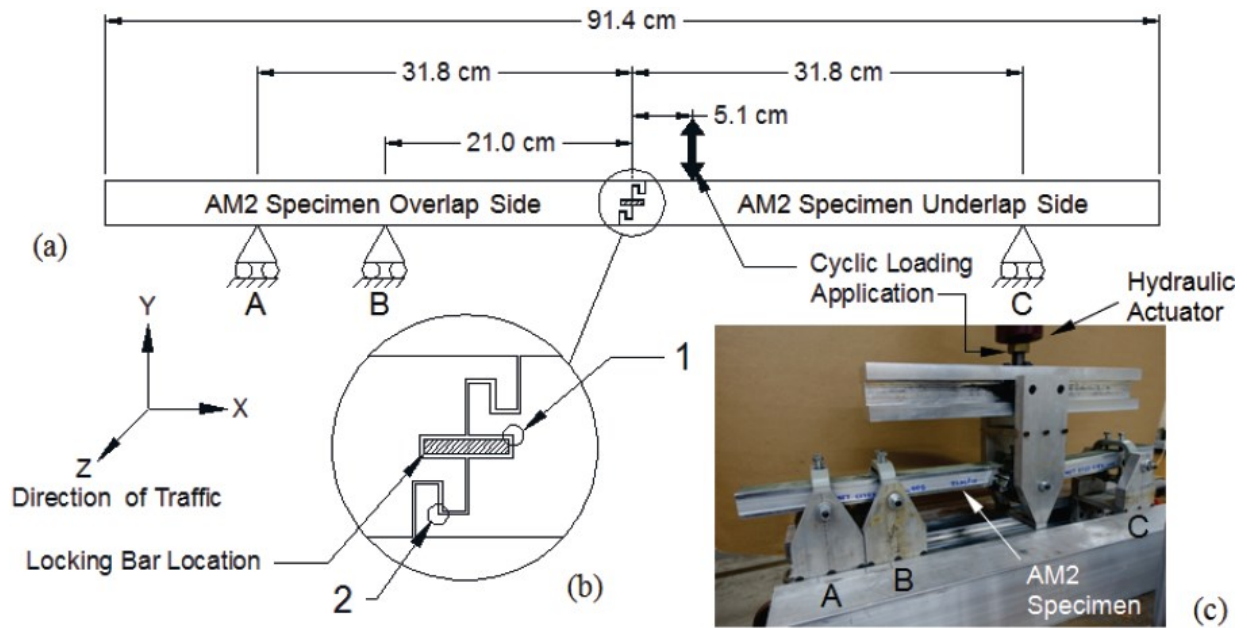 91.4 cm
31.8 cm
31.8 cm
5.1 cm
21.0 cm
AM2 Specimen Overlap Side
AM2 Specimen Underlap Side
(a)
A
B
C
Cyclic Loading
Application
Hydraulic
Actuator
Y
X
Z
Direction of Traffic
1
Locking Bar Location
2
(b)
A
B
C
AM2
Specimen
(c)